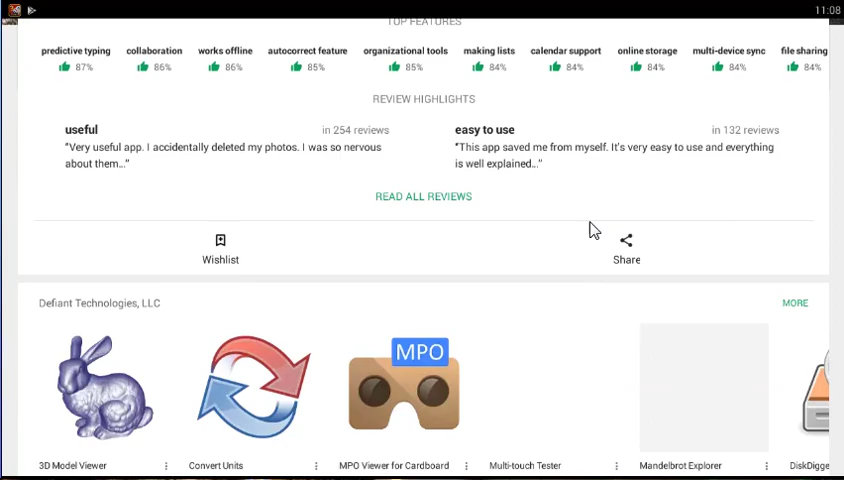 11:08
TOP FEATURES
predictive typing collaboration works offline autocorrect feature organizational tools making lists calendar support online storage multi-device sync file sharing
87% 86% 86% 85% 85% 84% 84% 84% 84% 84%
REVIEW HIGHLIGHTS
useful in 254 reviews easy to use in 132 reviews
"Very useful app. I accidentally deleted my photos. I was so nervous "This app saved me from myself. It's very easy to use and everything
about them..." is well explained..."
READ ALL REVIEWS
Wishlist Share
Defiant Technologies, LLC MORE
MPO
3D Model Viewer Convert Units MPO Viewer for Cardboard Multi-touch Tester Mandelbrot Explorer DiskDigge